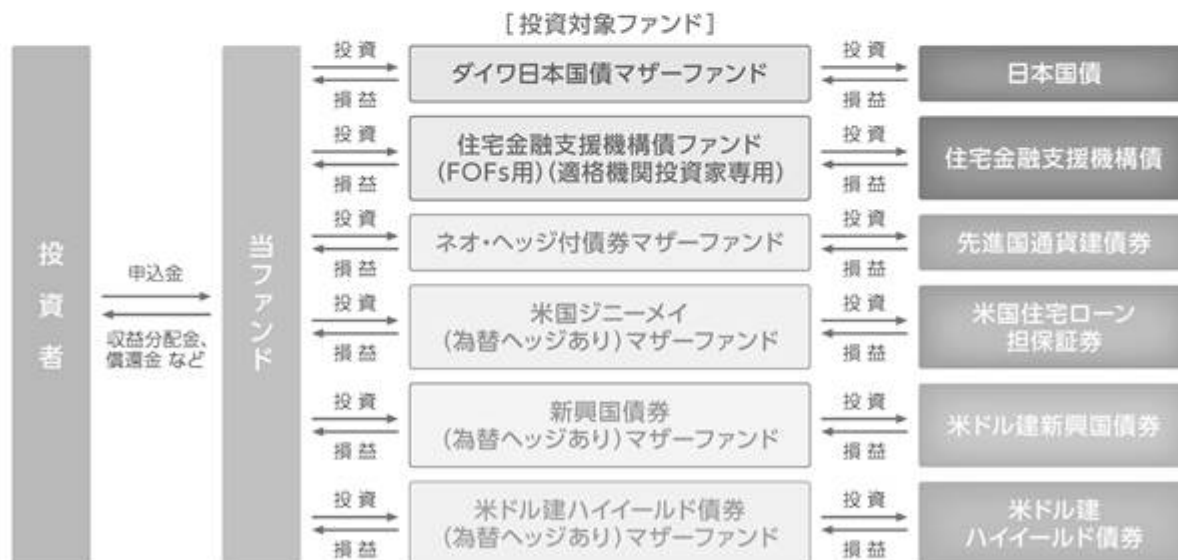 [投資対象ファンド]
投資者
申込金
収益分配金、
償還金 など
当ファンド
投資
損益
ダイワ日本国債マザーファンド
投資
損益
日本国債
投資
損益
住宅金融支援機構債ファンド
(FOFs用)(適格機関投資家専用)
投資
損益
住宅金融支援機構債
投資
損益
ネオ・ヘッジ付債券マザーファンド
投資
損益
先進国通貨建債券
投資
損益
米国ジニーメイ
(為替ヘッジあり)マザーファンド
投資
損益
米国住宅ローン
担保証券
投資
損益
新興国債券
(為替ヘッジあり)マザーファンド
投資
損益
米ドル建新興国債券
投資
損益
米ドル建ハイイールド債券
(為替ヘッジあり)マザーファンド
投資
損益
米ドル建
ハイイールド債券